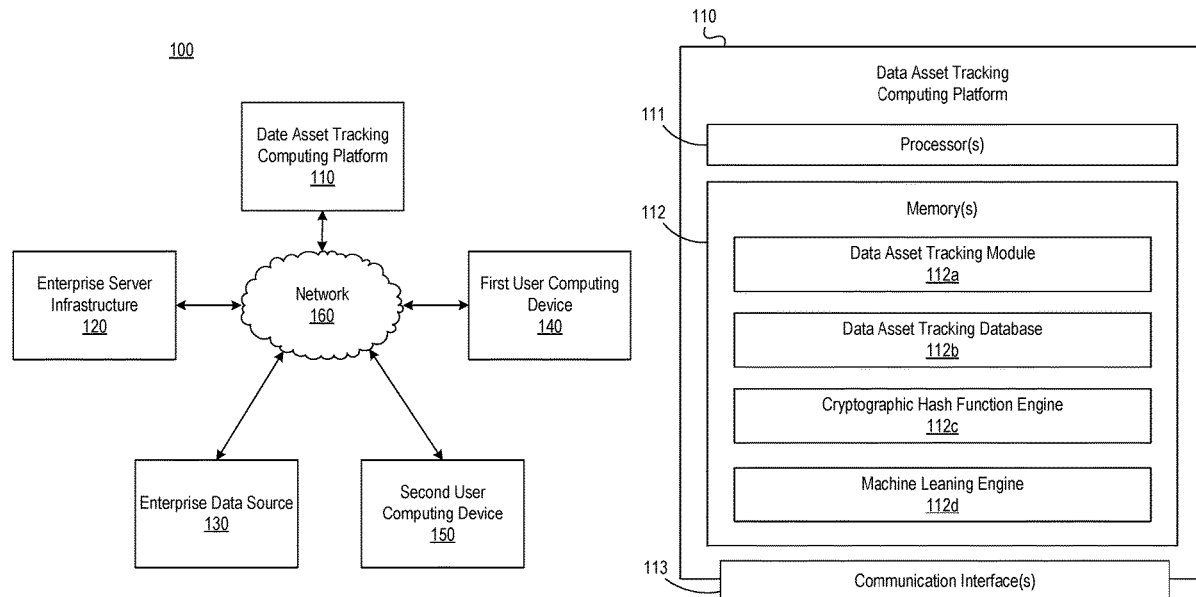 100
Date Asset Tracking
Computing Platform
110
Enterprise Server
Infrastructure
120
Network
160
First User Computing
Device
140
Enterprise Data Source
130
Second User
Computing Device
150
110
Data Asset Tracking
Computing Platform
111
Processor(s)
112
Memory(s)
Data Asset Tracking Module
112a
Data Asset Tracking Database
112b
Cryptographic Hash Function Engine
112c
Machine Leaning Engine
112d
113
Communication Interface(s)